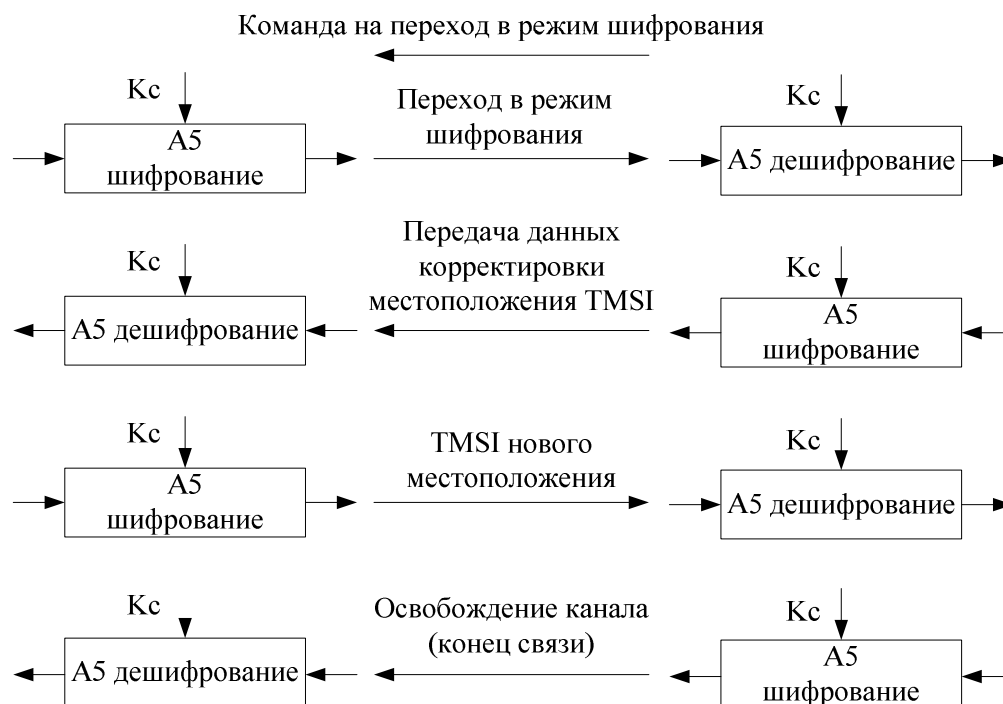 Команда на переход в режим шифрования
Kc
A5
шифрование
Переход в режим
шифрования
Kc
A5 дешифрование
Kc
A5 дешифрование
Передача данных
корректировки
местоположения TMSI
Kc
A5
шифрование
Kc
A5
шифрование
TMSI нового
местоположения
Kc
A5 дешифрование
Kc
A5 дешифрование
Освобождение канала
(конец связи)
Kc
A5
шифрование